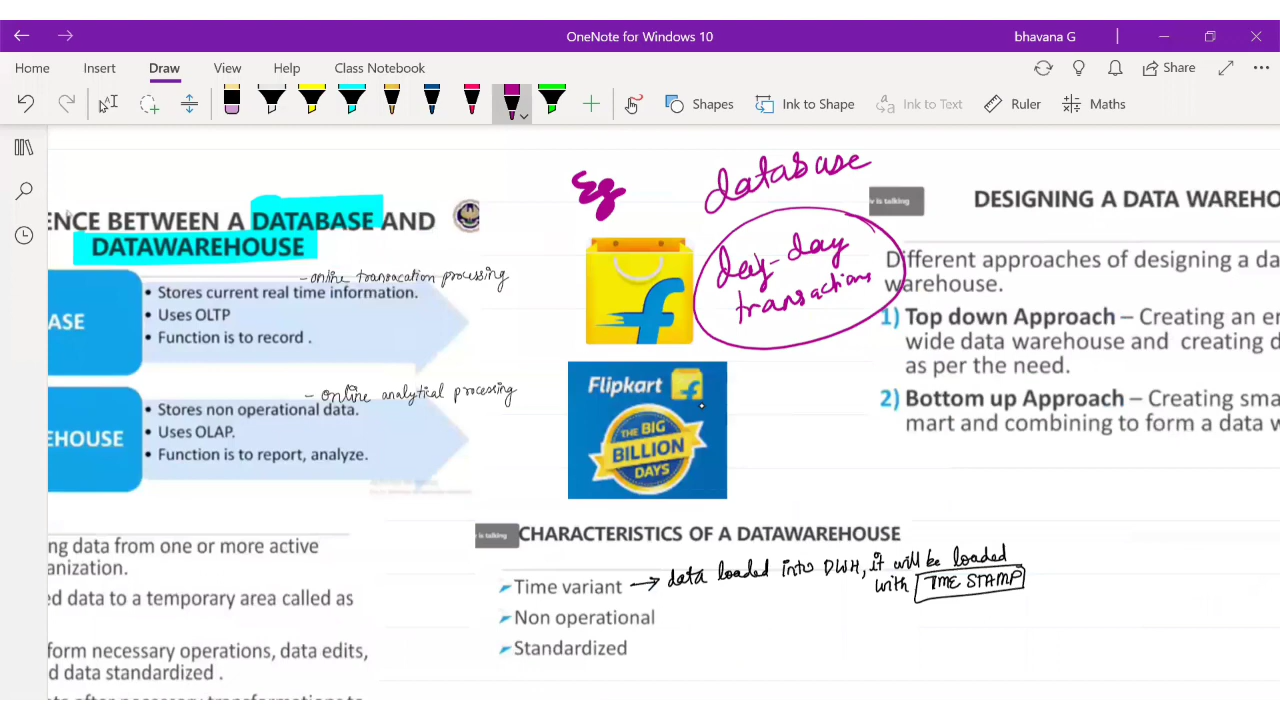 OneNote for Windows 10
bhavana G
Home
Insert
Draw
View
Help
Class Notebook
Share
Shapes
Ink to Shape
Ink to Text
Ruler
Maths
ENCE BETWEEN A DATABASE AND
DATAWAREHOUSE
-online transacation processing
ASE
• Stores current real time information.
• Uses OLTP
• Function is to record .
- online analytical processing
EHOUSE
• Stores non operational data.
• Uses OLAP.
• Function is to report, analyze.
ng data from one or more active
anization.
ed data to a temporary area called as
form necessary operations, data edits,
d data standardized .
Eg
database
day-day
transactions
Flipkart
THE BIG
BILLION
DAYS
is talking
DESIGNING A DATA WAREHO
Different approaches of designing a da
warehouse.
1) Top down Approach – Creating an en
wide data warehouse and creating d
as per the need.
2) Bottom up Approach – Creating sma
mart and combining to form a data w
is talking
CHARACTERISTICS OF A DATAWAREHOUSE
Time variant → data loaded into DWH, it will be loaded
with TIME STAMP
Non operational
Standardized